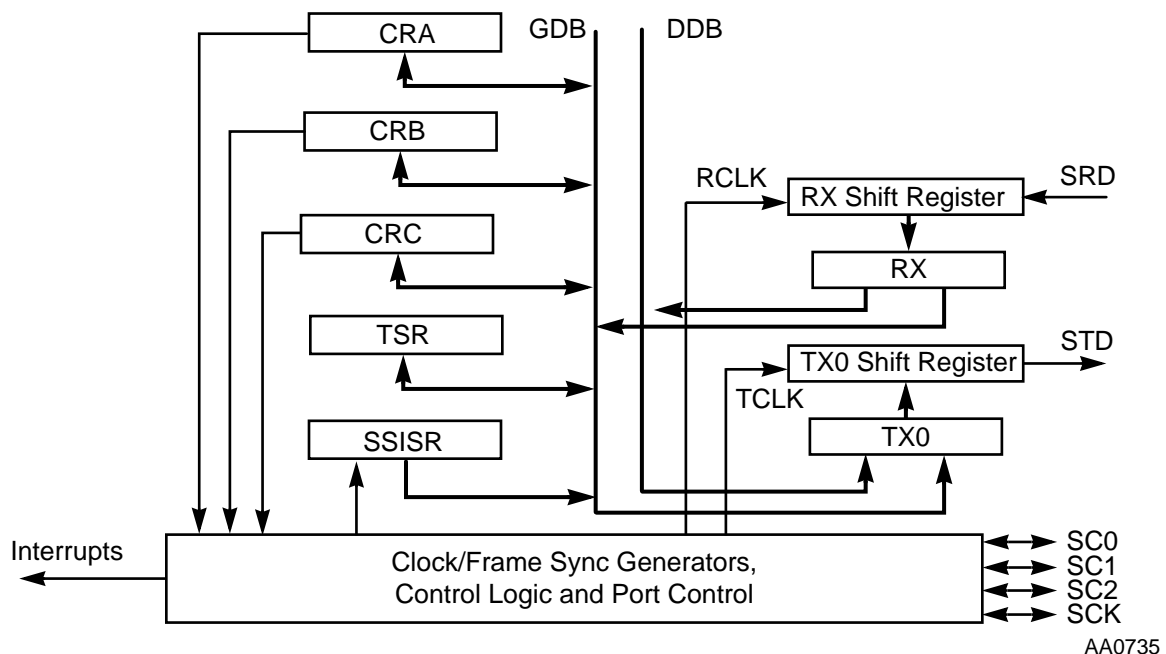 CRA
GDB
DDB
CRB
RCLK
RX Shift Register
SRD
CRC
RX
TSR
TX0 Shift Register
STD
TCLK
SSISR
TX0
Interrupts
Clock/Frame Sync Generators,
Control Logic and Port Control
SC0
SC1
SC2
SCK
AA0735